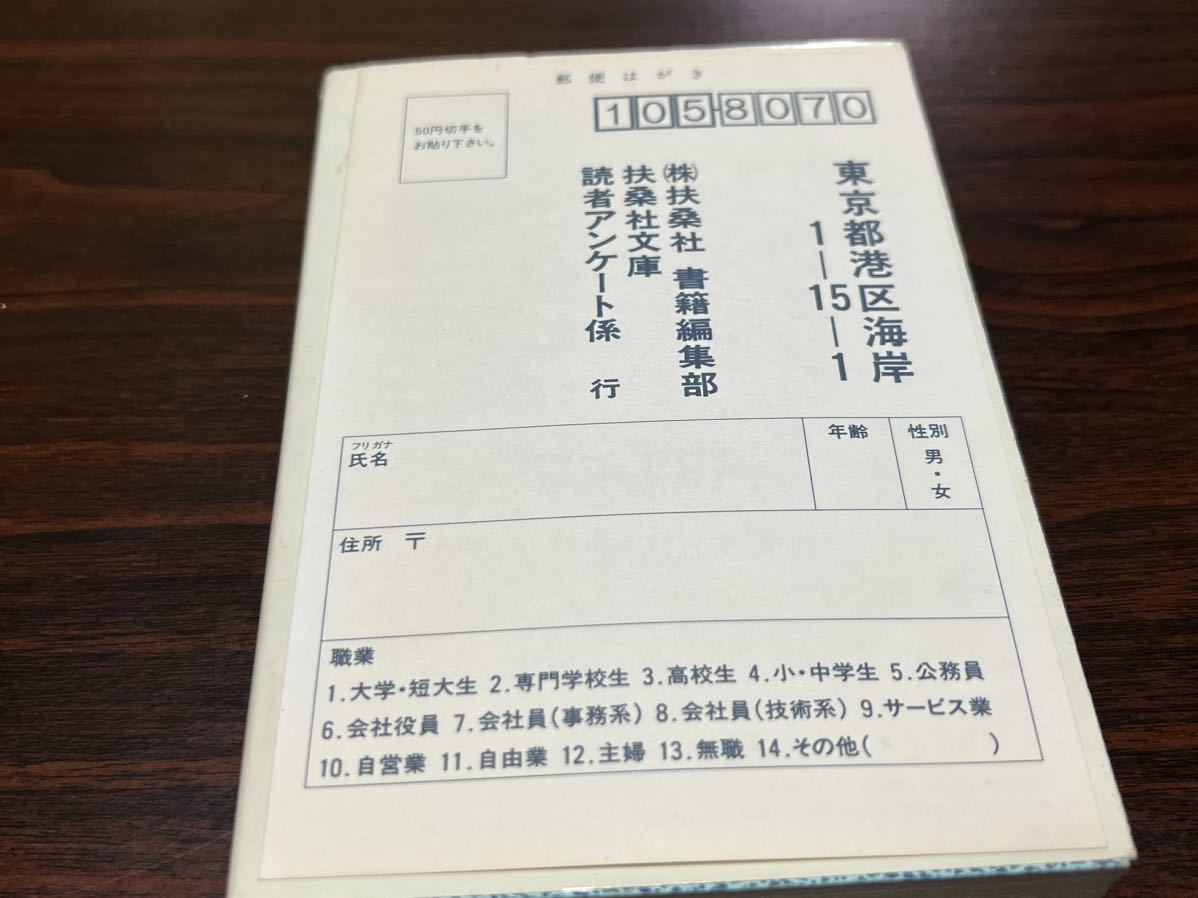 郵便はがき
105-8070
50円切手を
お貼り下さい。
東京都港区海岸
1―15―1
㈱扶桑社 書籍編集部
扶桑社文庫
読者アンケート係 行
フリガナ
氏名
年齢
性別
男・女
住所 〒
職業
1.大学・短大生 2.専門学校生 3.高校生 4.小・中学生 5.公務員
6.会社役員 7.会社員(事務系) 8.会社員(技術系) 9.サービス業
10.自営業 11.自由業 12.主婦 13.無職 14.その他( )